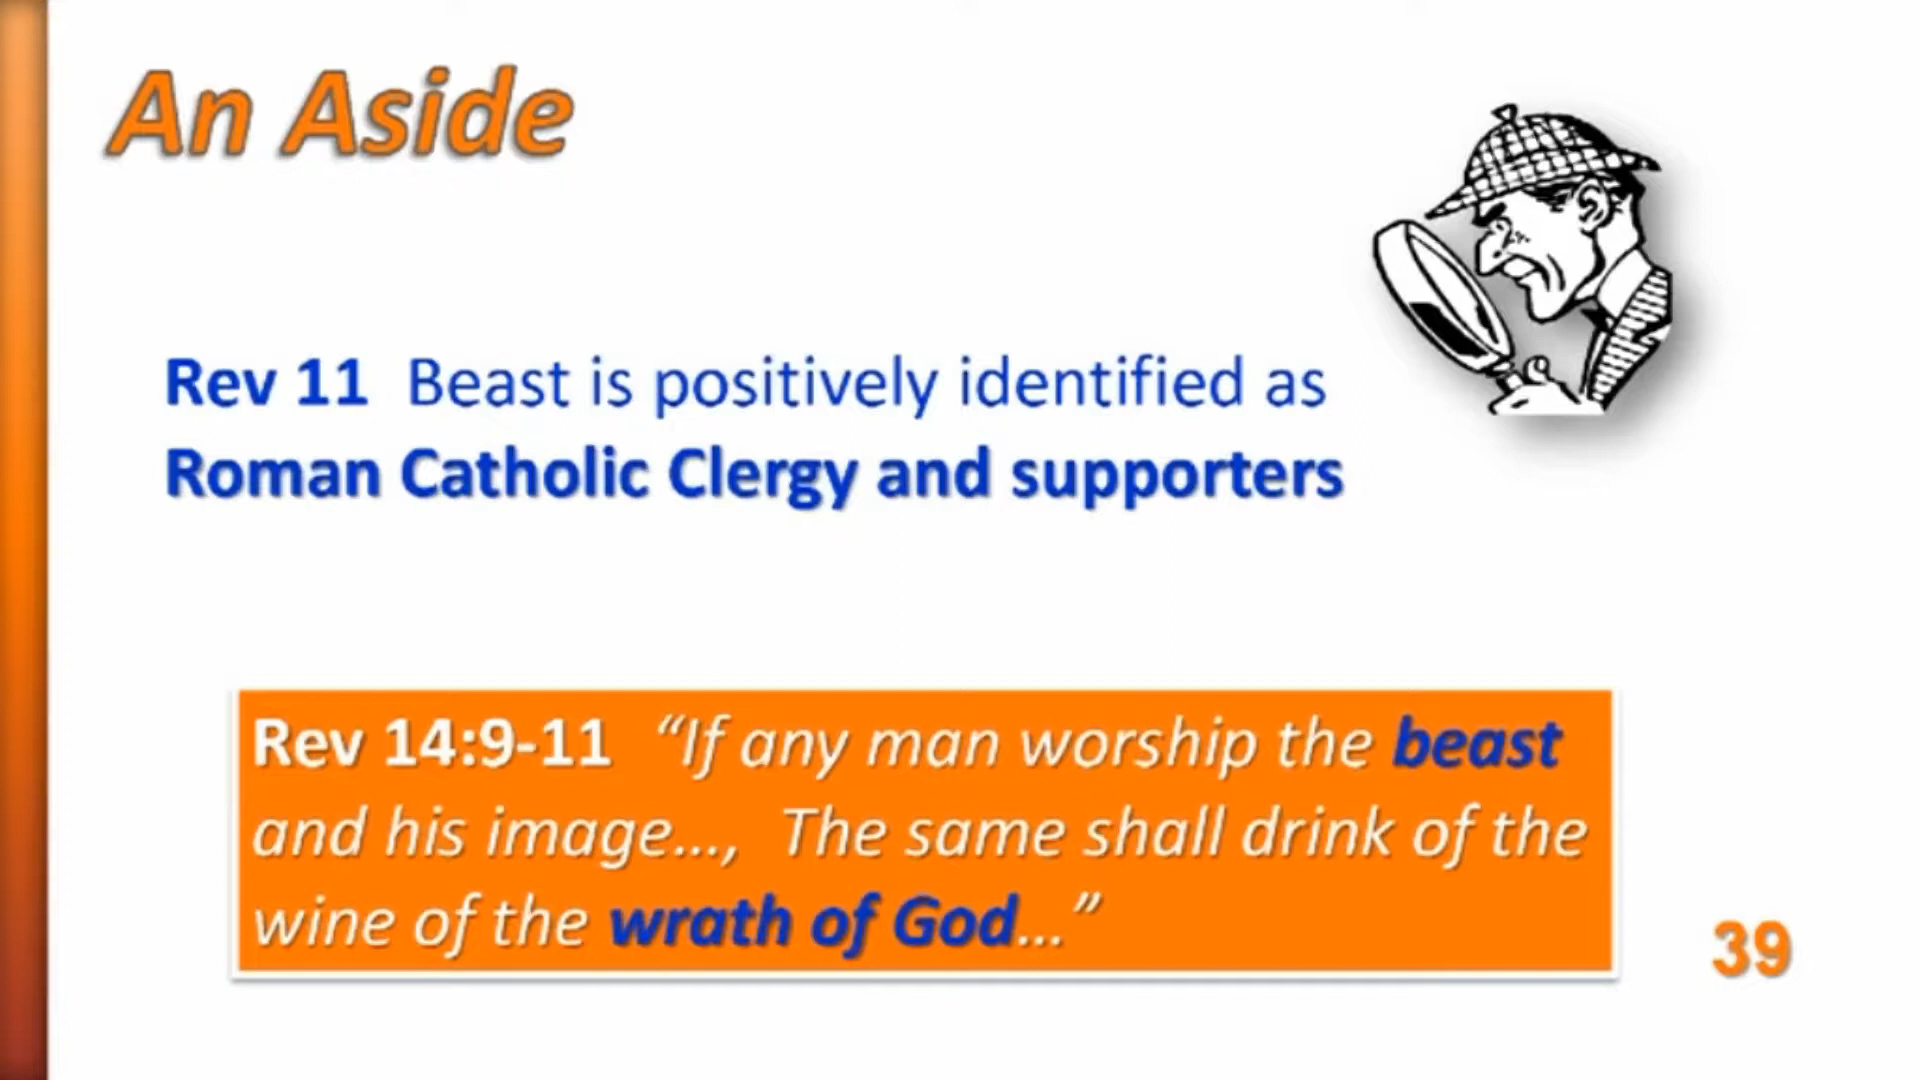 An Aside
Rev 11 Beast is positively identified as
Roman Catholic Clergy and supporters
Rev 14:9-11 “If any man worship the beast
and his image..., The same shall drink of the
wine of the wrath of God...”
39